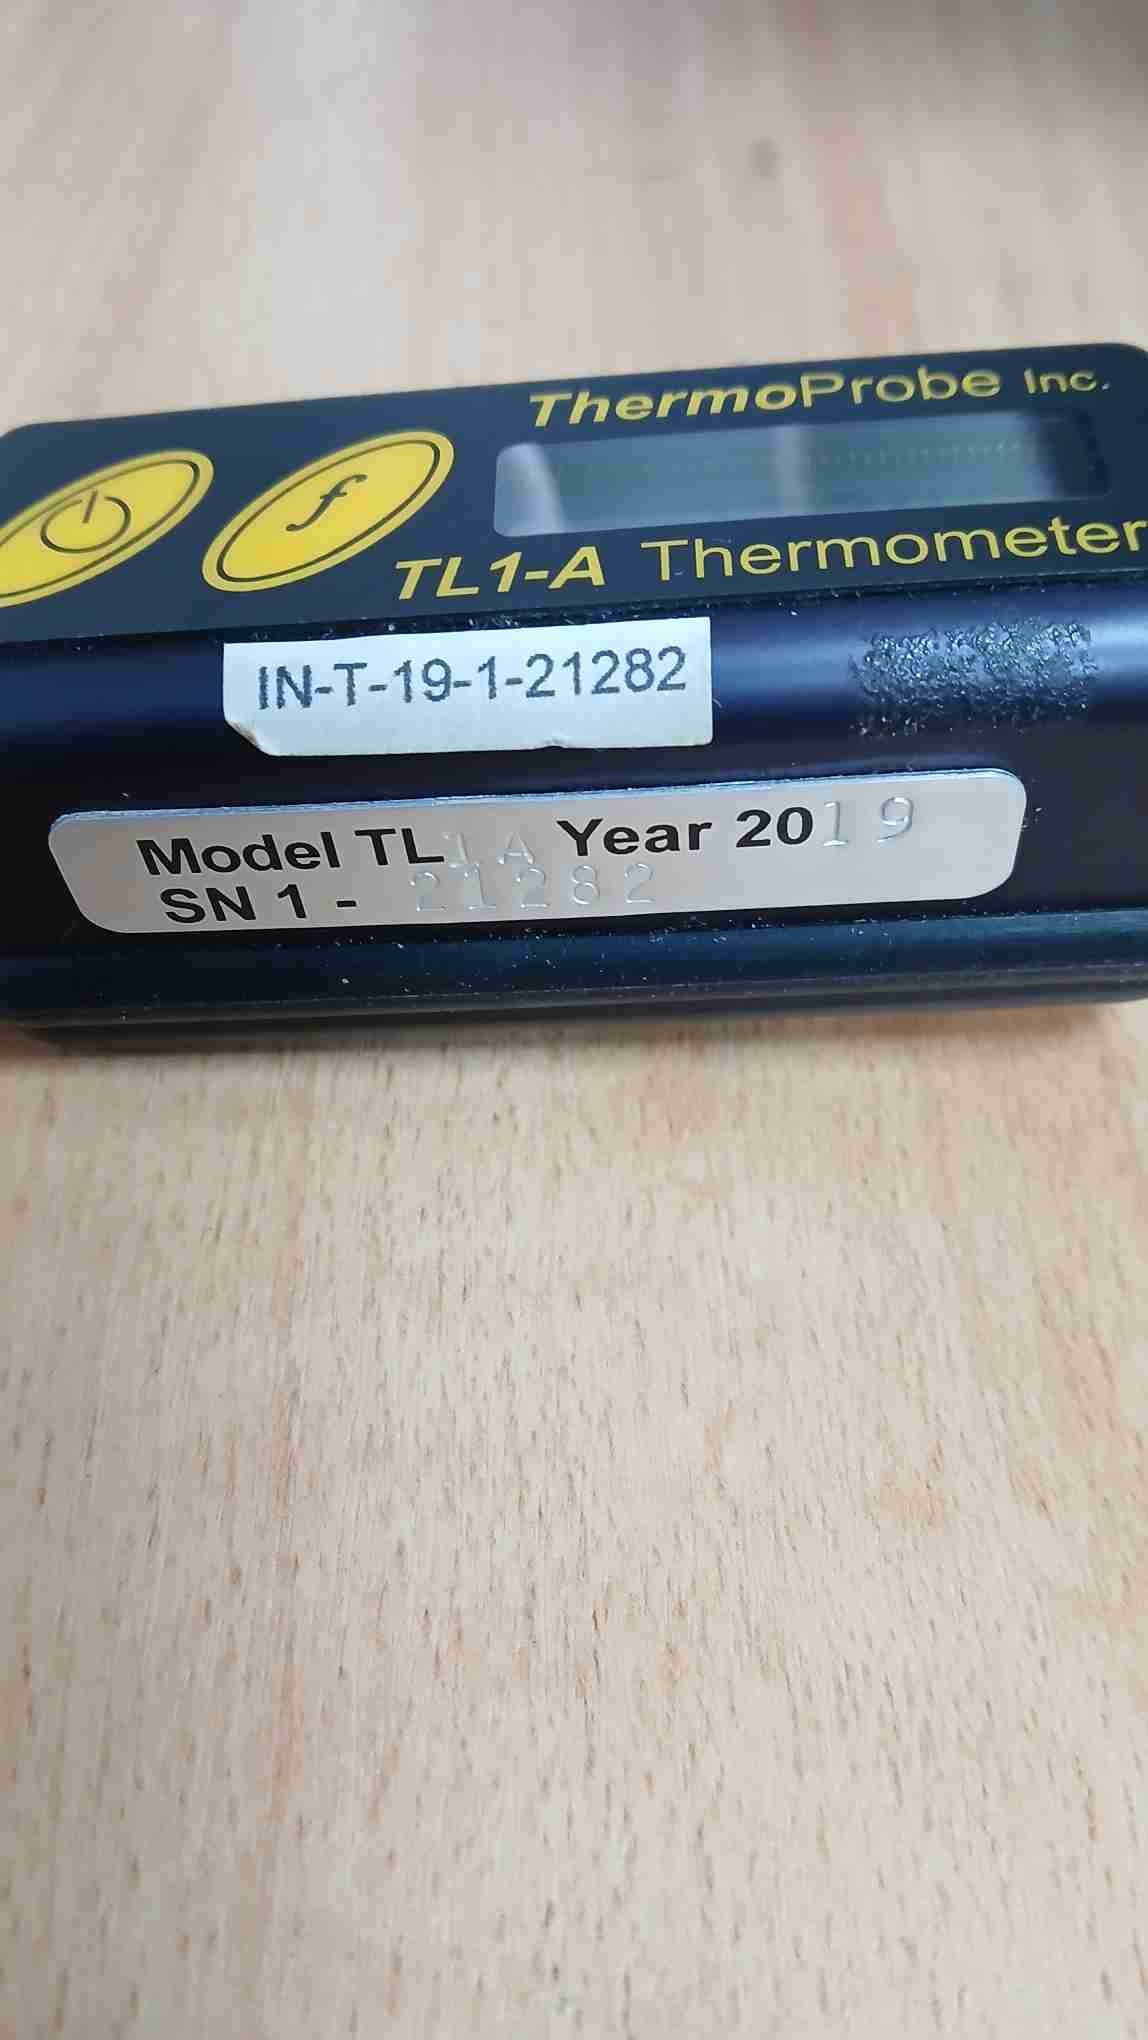 ThermoProbe Inc.
f
TL1-A Thermometer
IN-T-19-1-21282
Model TL1A Year 2019
SN 1 - 21282